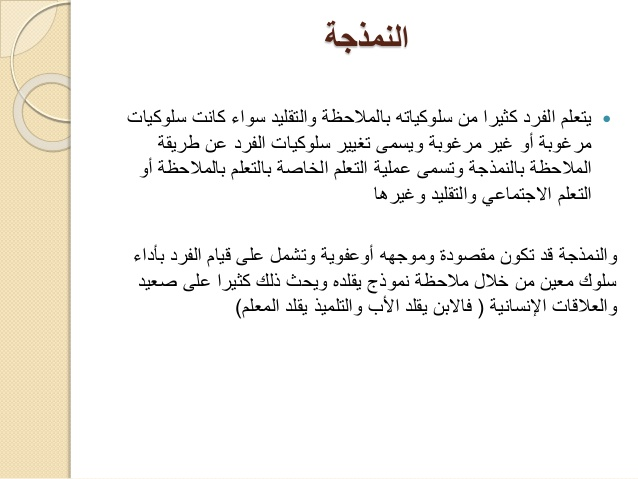 النمذجة
يتعلم الفرد كثيرا من سلوكياته بالملاحظة والتقليد سواء كانت سلوكيات
مرغوبة أو غير مرغوبة ويسمى تغيير سلوكيات الفرد عن طريقة
الملاحظة بالنمذجة وتسمى عملية التعلم الخاصة بالتعلم بالملاحظة أو
التعلم الاجتماعي والتقليد وغيرها
والنمذجة قد تكون مقصودة وموجهه أوعفوية وتشمل على قيام الفرد بأداء
سلوك معين من خلال ملاحظة نموذج يقلده ويحث ذلك كثيرا على صعيد
والعلاقات الإنسانية ( فالابن يقلد الأب والتلميذ يقلد المعلم)